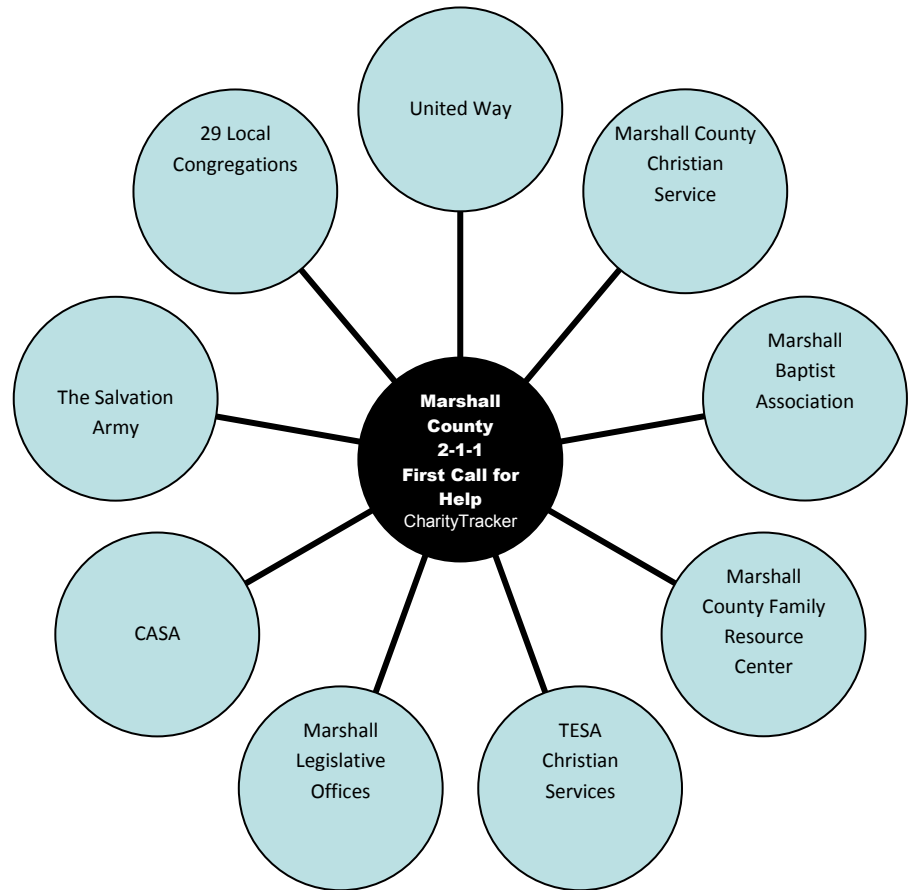 United Way
29 Local
Congregations
Marshall County
Christian
Service
The Salvation
Army
Marshall
County
2-1-1
First Call for
Help
CharityTracker
Marshall
Baptist
Association
CASA
Marshall
County Family
Resource
Center
Marshall
Legislative
Offices
TESA
Christian
Services